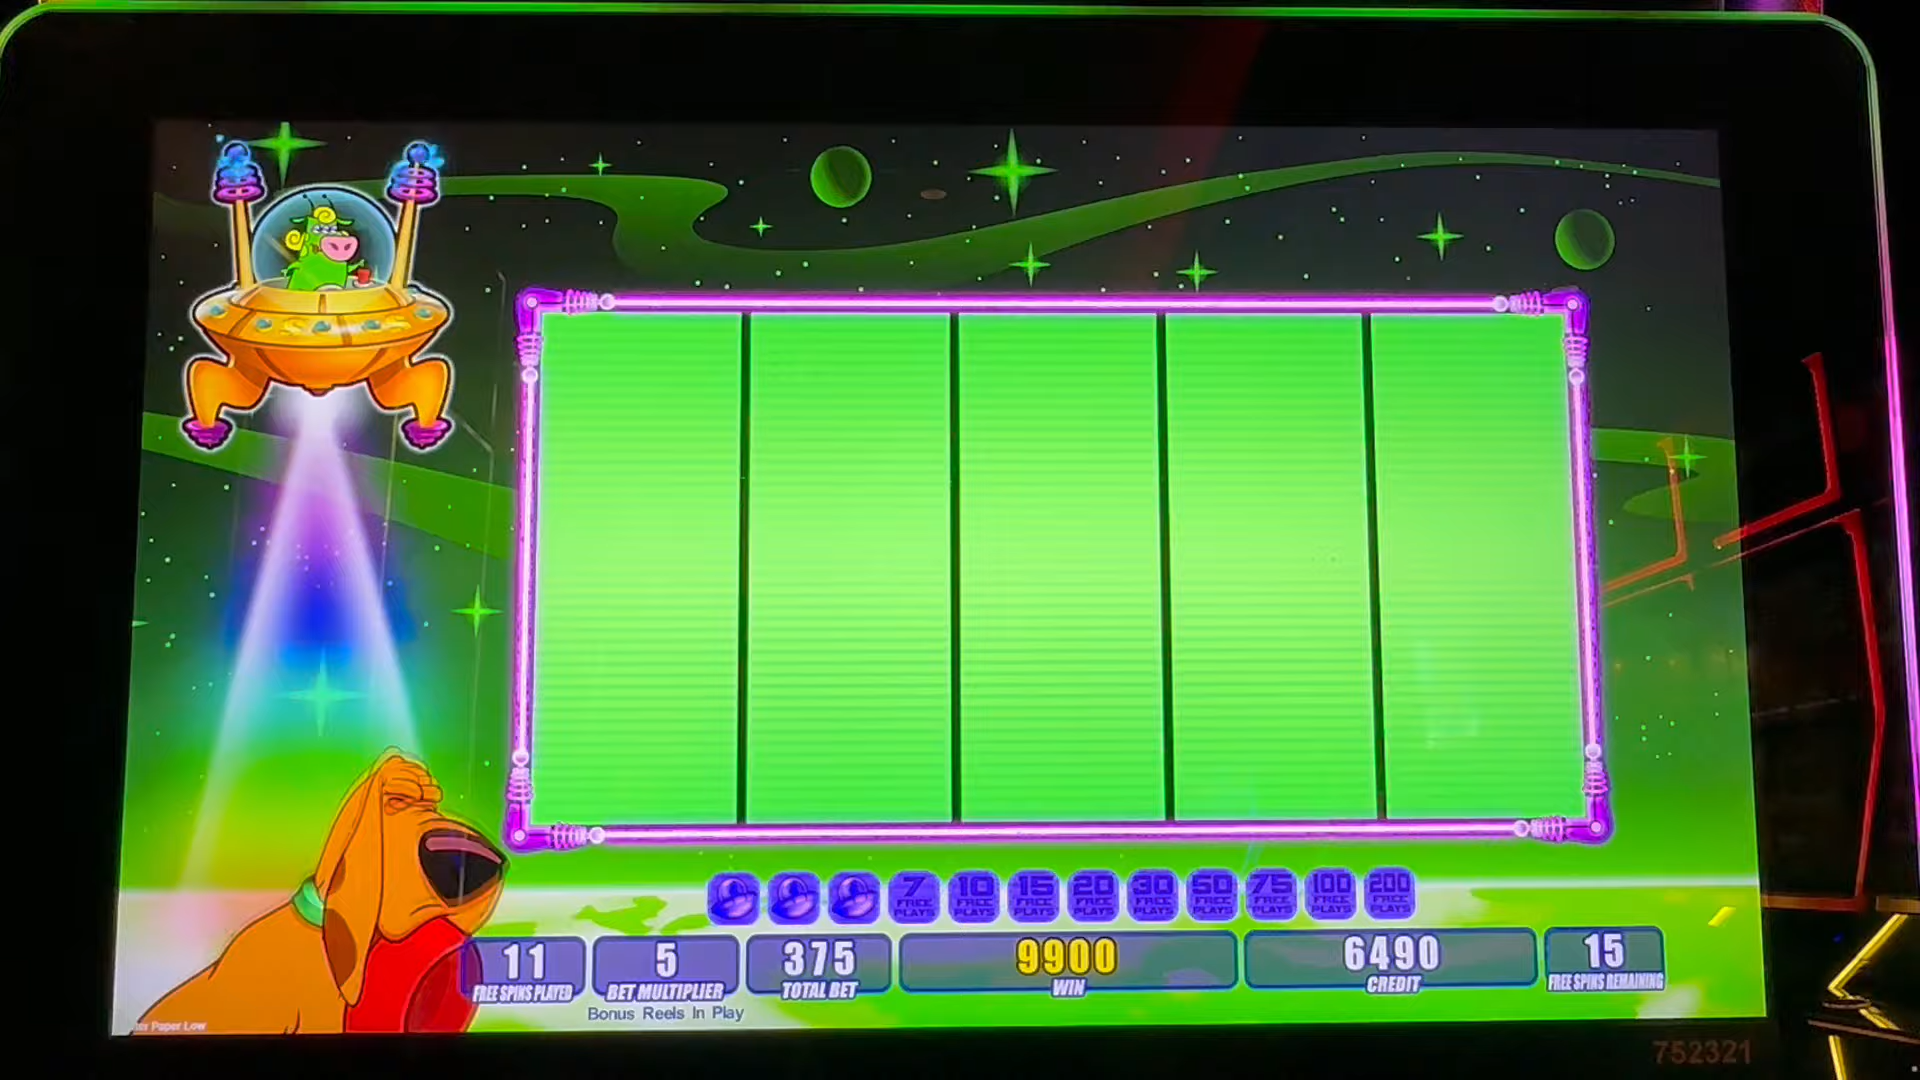 7 FREE PLAYS
10 FREE PLAYS
15 FREE PLAYS
20 FREE PLAYS
30 FREE PLAYS
50 FREE PLAYS
75 FREE PLAYS
100 FREE PLAYS
200 FREE PLAYS
11
FREE SPINS PLAYED
5
BET MULTIPLIER
375
TOTAL BET
9900
WIN
6490
CREDIT
15
FREE SPINS REMAINING
Bonus Reels In Play
Paper Low
752321